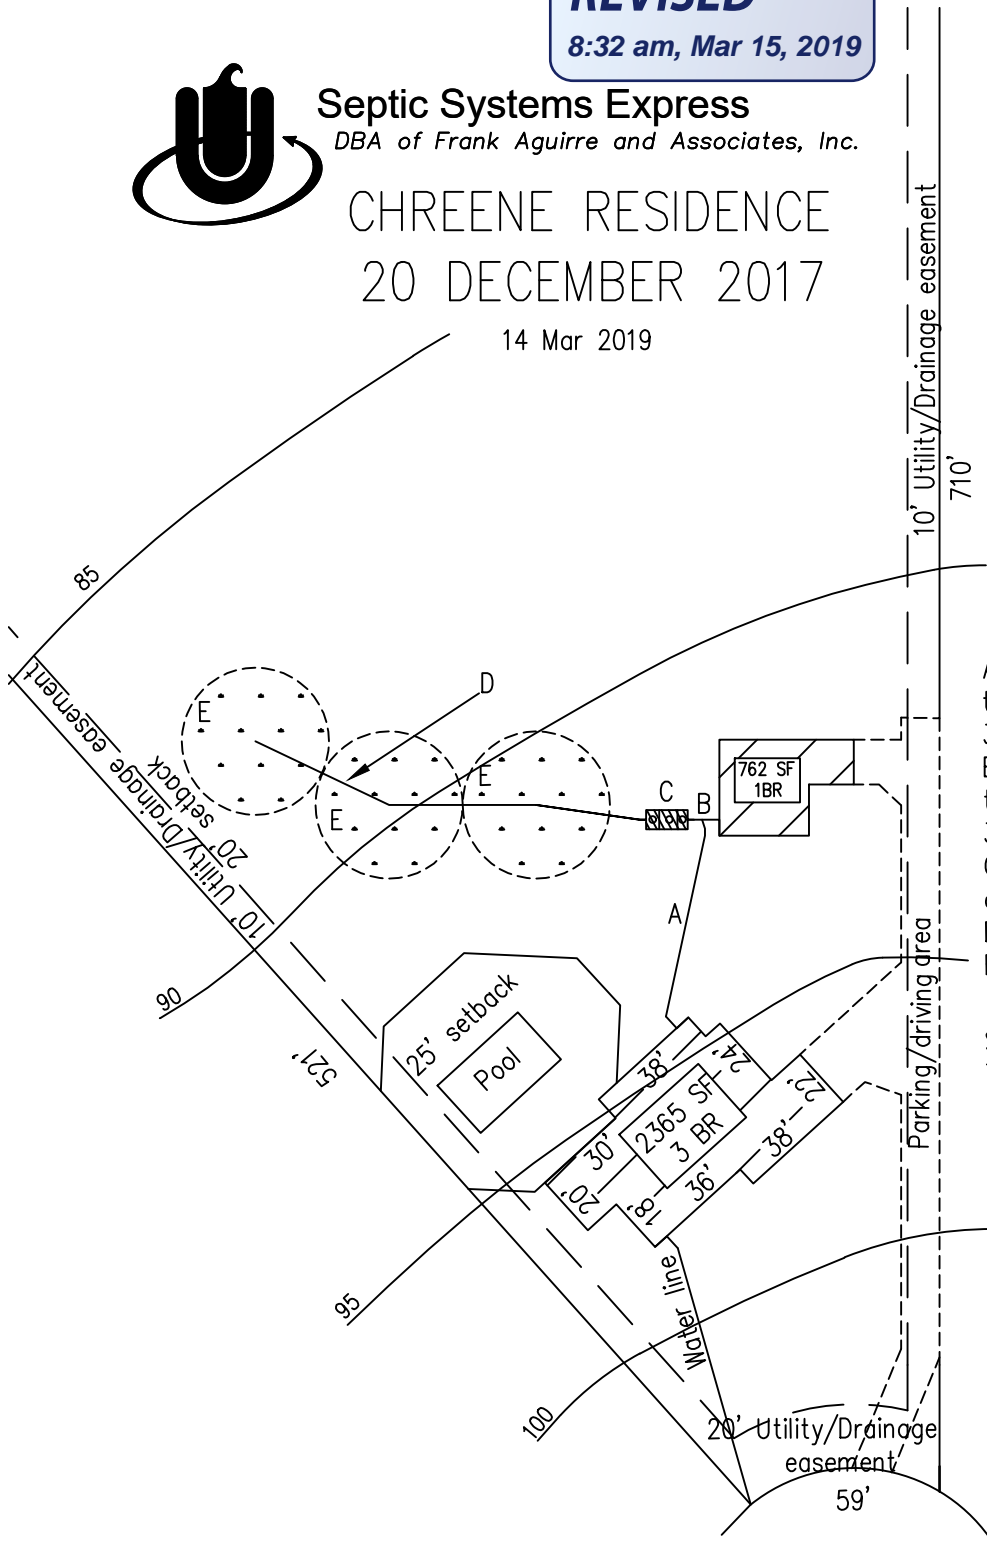 REVISED
8:32 am, Mar 15, 2019
Septic Systems Express
DBA of Frank Aguirre and Associates, Inc.
CHREENE RESIDENCE
20 DECEMBER 2017
14 Mar 2019
10' Utility/Drainage easement
710'
85
D
E
E
E
762 SF
1BR
C
B
A
10' Utility/Drainage easement
20' setback
90
521'
25' setback
Pool
38'
24'
22'
2365 SF
3 BR
30'
20'
18'
36'
38'
Parking/driving area
95
Water line
100
20' Utility/Drainage
easement
59'